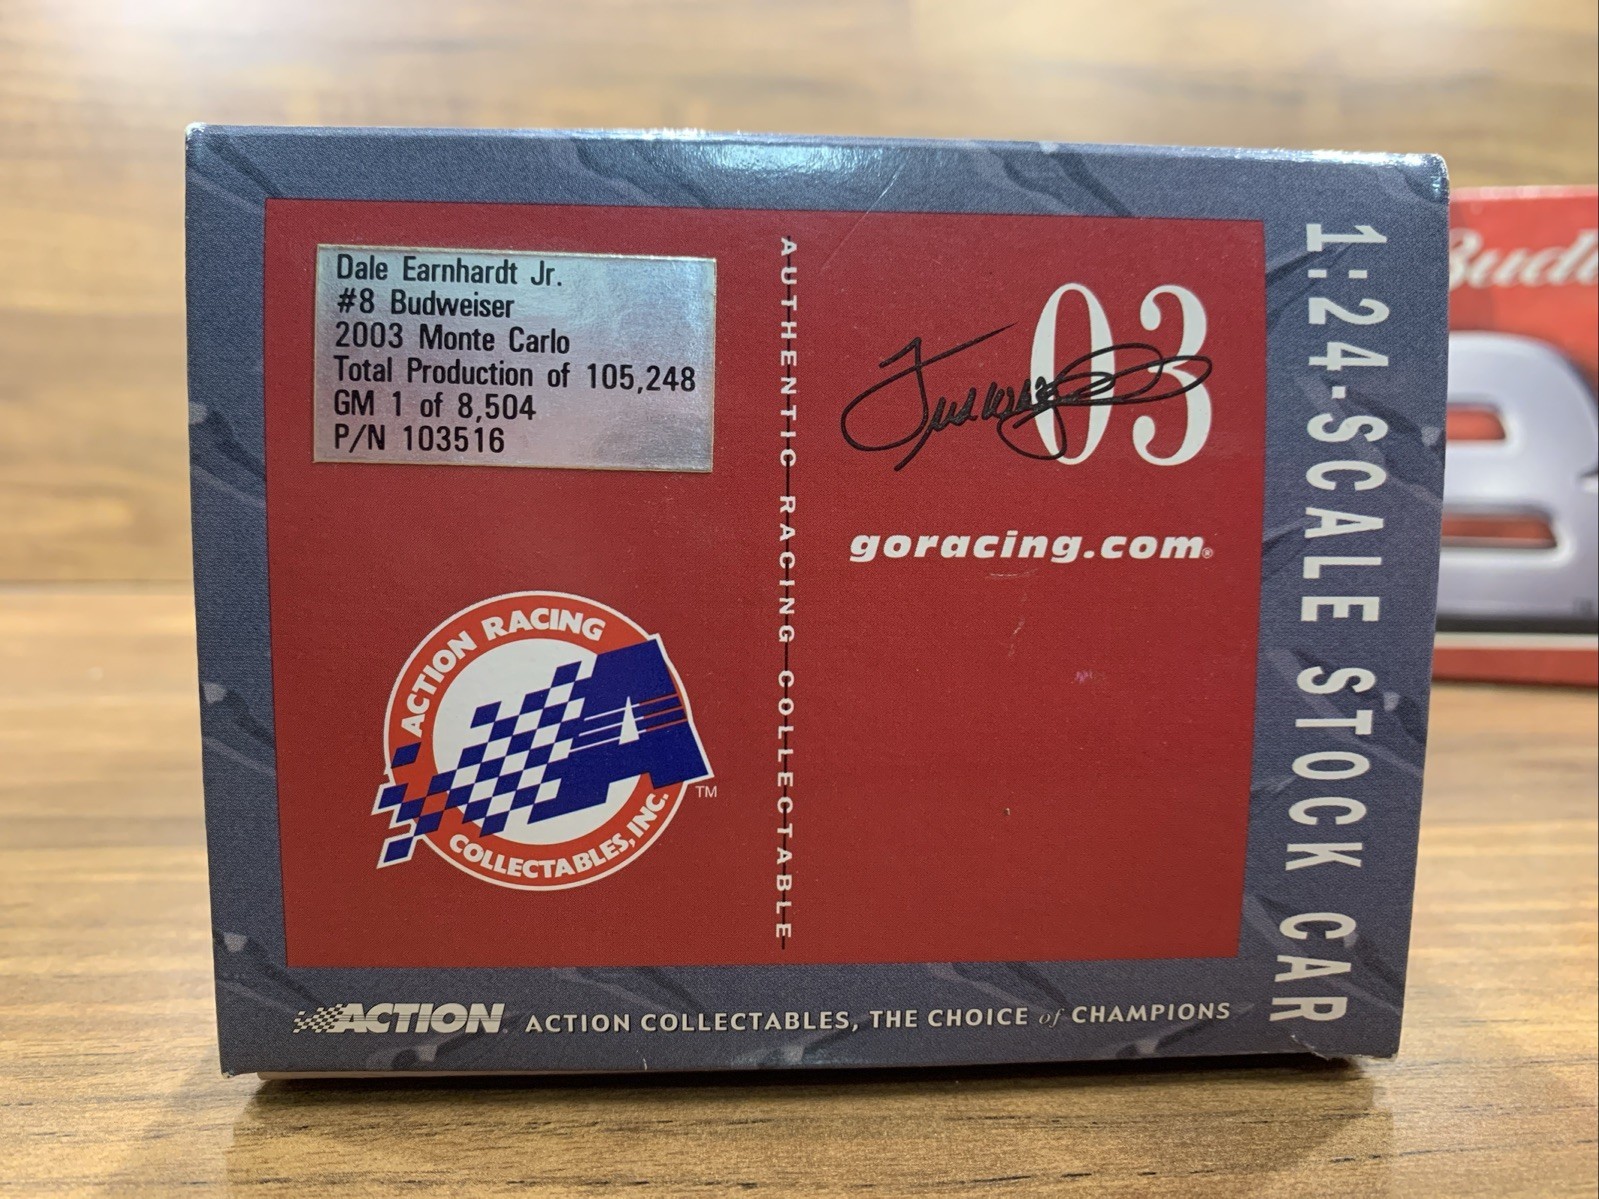 Dale Earnhardt Jr.
#8 Budweiser
2003 Monte Carlo
Total Production of 105,248
GM 1 of 8,504
P/N 103516
ACTION RACING
COLLECTABLES, INC.
TM
AUTHENTIC RACING COLLECTABLE
03
goracing.com®
1:24-SCALE STOCK CAR
ACTION
ACTION COLLECTABLES, THE CHOICE of CHAMPIONS
8